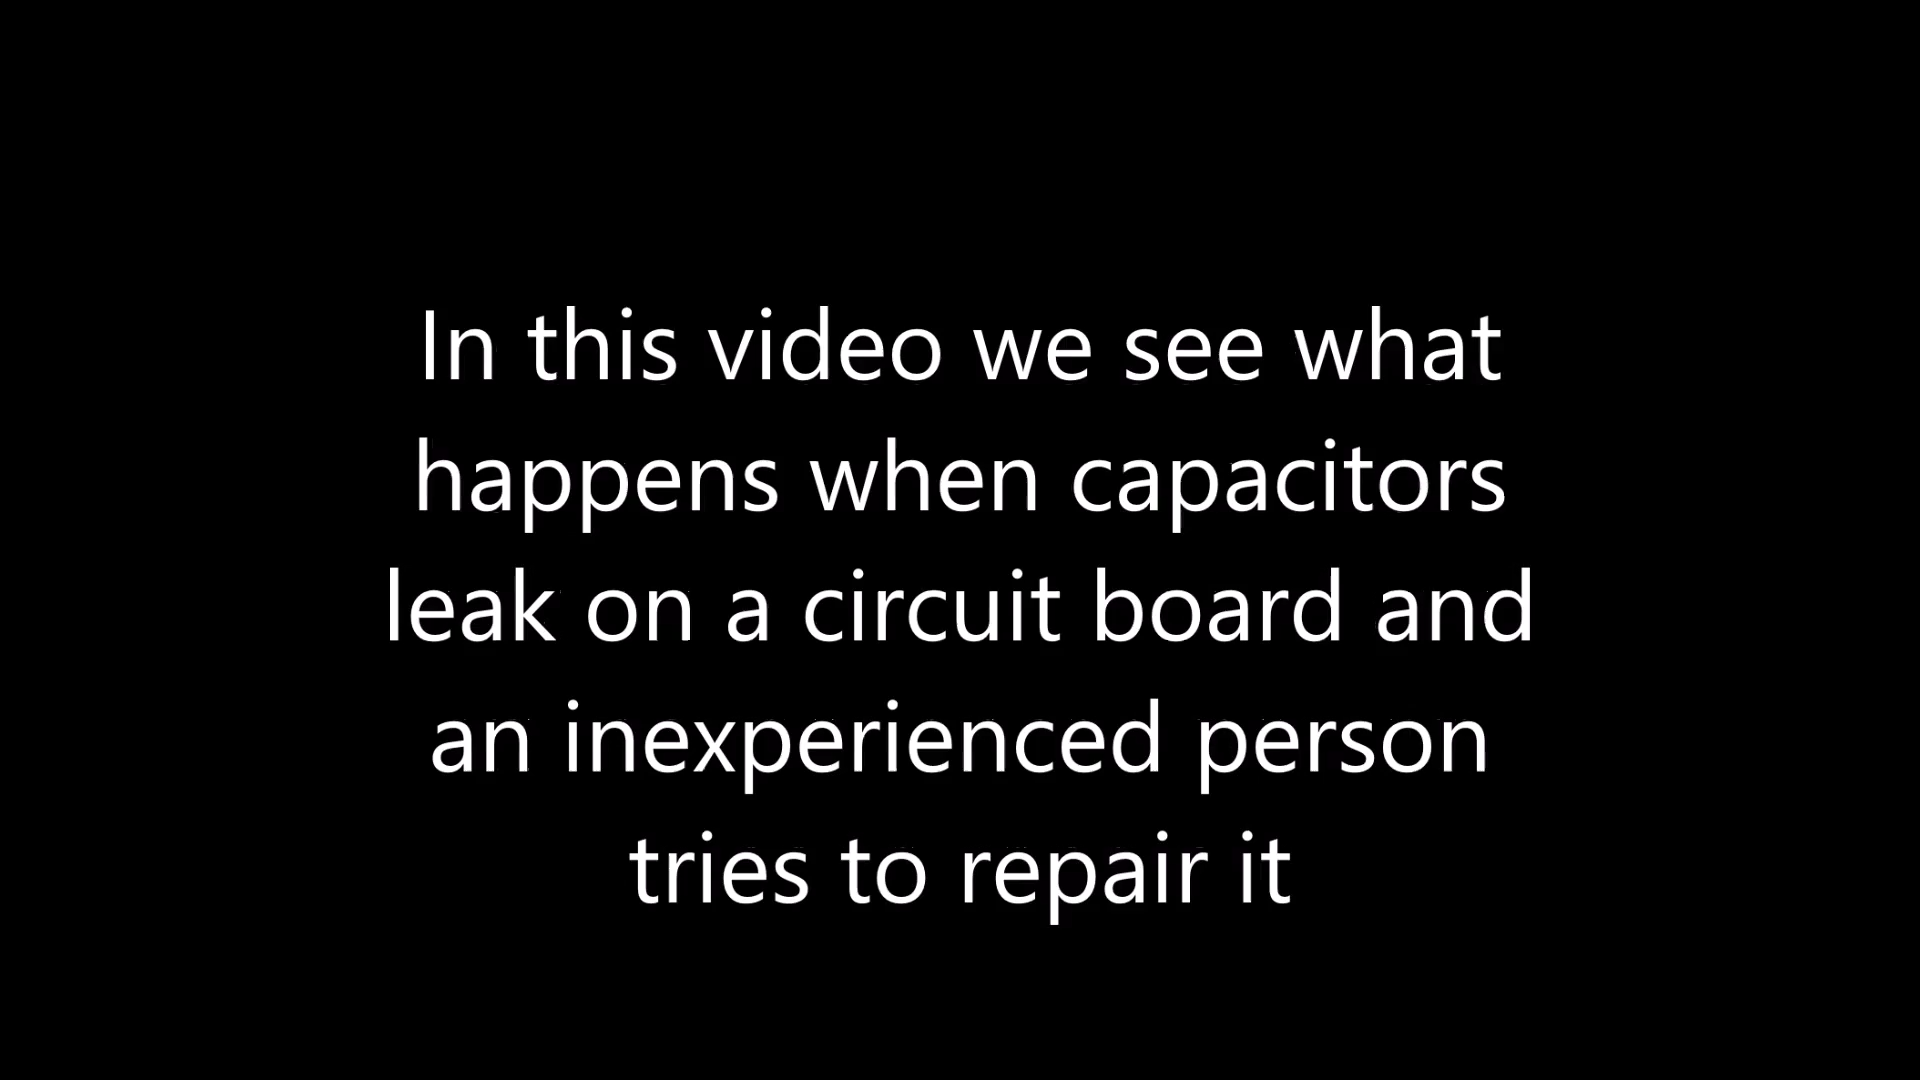 In this video we see what
happens when capacitors
leak on a circuit board and
an inexperienced person
tries to repair it